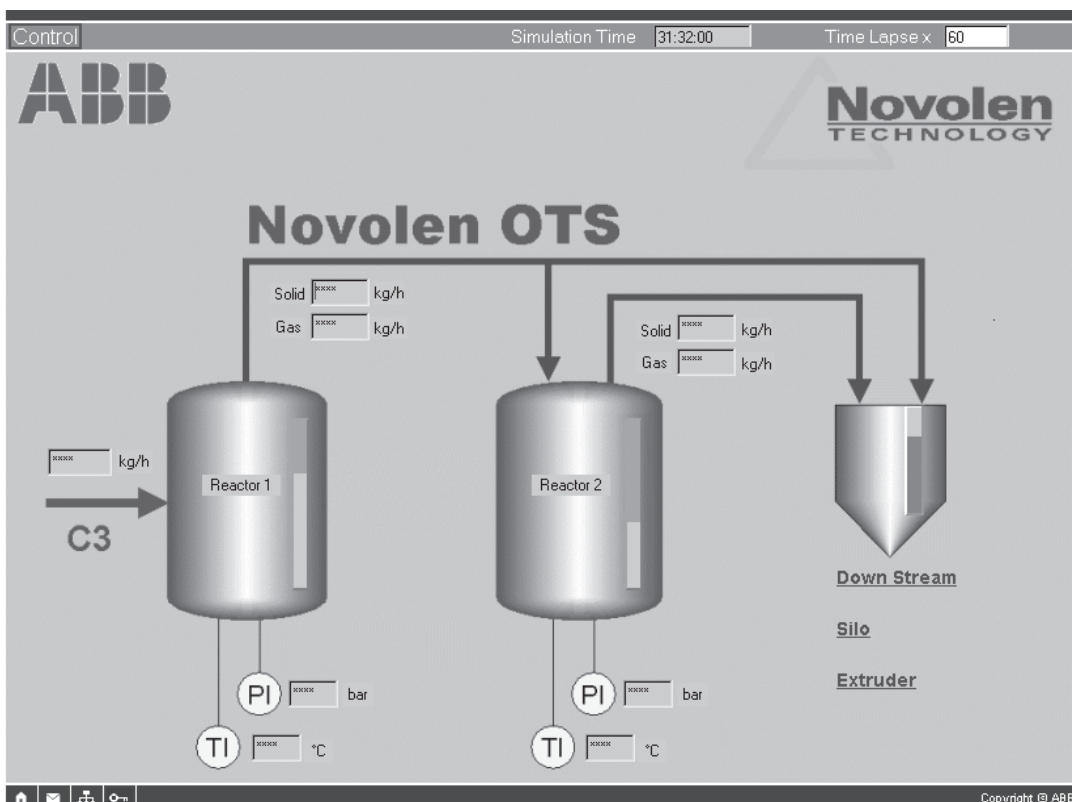 Control Simulation Time 31:32:00 Time Lapse x 60
ABB
Novolen
TECHNOLOGY
Novolen OTS
Solid **** kg/h
Gas **** kg/h
Solid **** kg/h
Gas **** kg/h
**** kg/h
C3
Reactor 1
Reactor 2
Down Stream
Silo
Extruder
PI **** bar
TI **** °C
PI **** bar
TI **** °C
Copyright © ABB